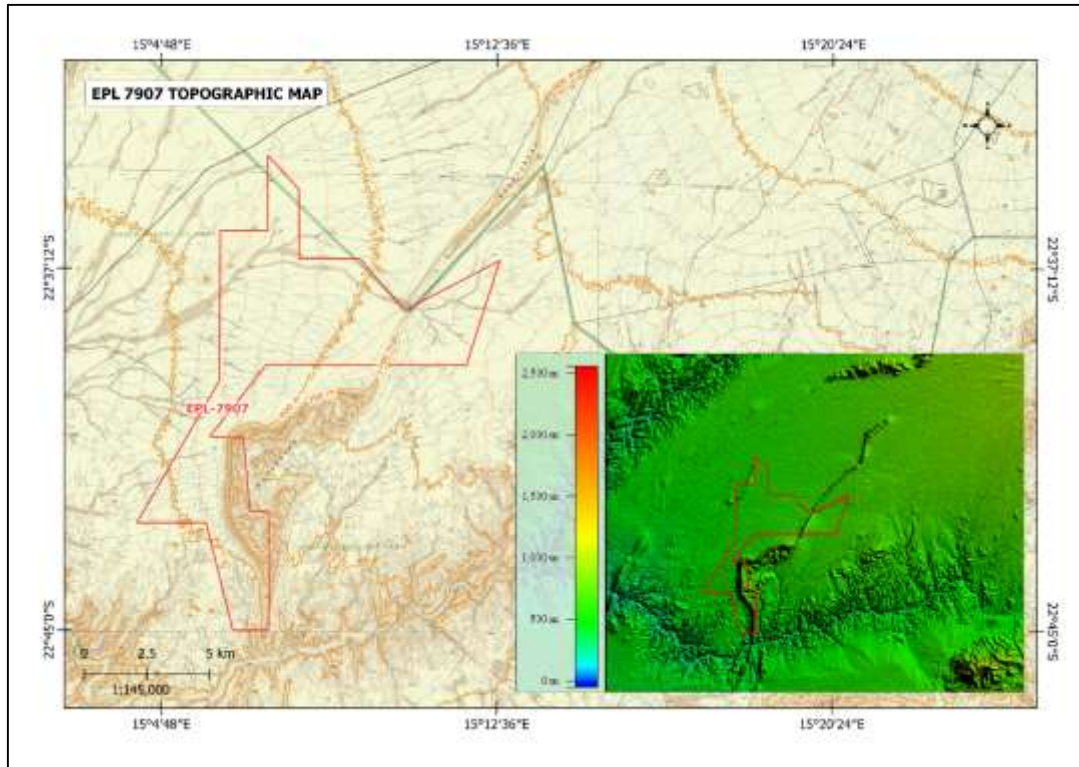 15°4'48"E 15°12'36"E 15°20'24"E
EPL 7907 TOPOGRAPHIC MAP
22°37'12"S 22°37'12"S
EPL-7907
2,500 m
2,000 m
1,500 m
1,000 m
500 m
0 m
22°45'0"S 22°45'0"S
0 2.5 5 km
1:145,000
15°4'48"E 15°12'36"E 15°20'24"E